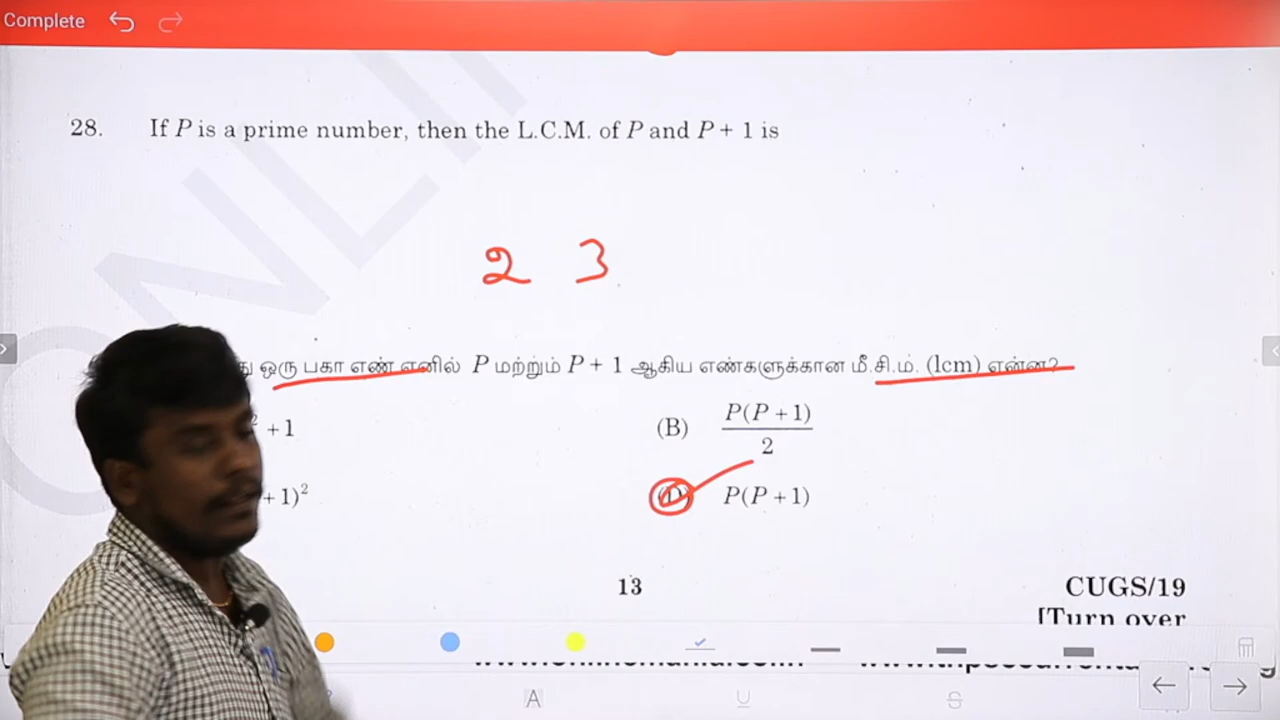 Complete
28. If P is a prime number, then the L.C.M. of P and P + 1 is
2 3
ஒரு பகா எண் எனில் P மற்றும் P + 1 ஆகிய எண்களுக்கான மீ.சி.ம். (lcm) என்ன?
+ 1
(B) P(P + 1) / 2
+ 1)²
(D) P(P + 1)
13
CUGS/19
[Turn over
A U S